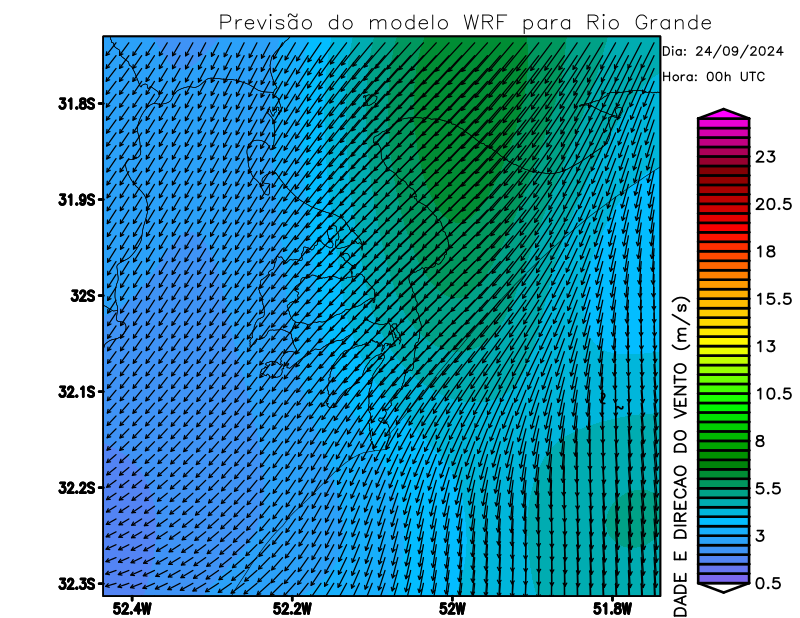 Previsão do modelo WRF para Rio Grande
Dia: 24/09/2024
Hora: 00h UTC
31.8S
31.9S
32S
32.1S
32.2S
32.3S
52.4W
52.2W
52W
51.8W
DADE E DIRECAO DO VENTO (m/s)
23
20.5
18
15.5
13
10.5
8
5.5
3
0.5